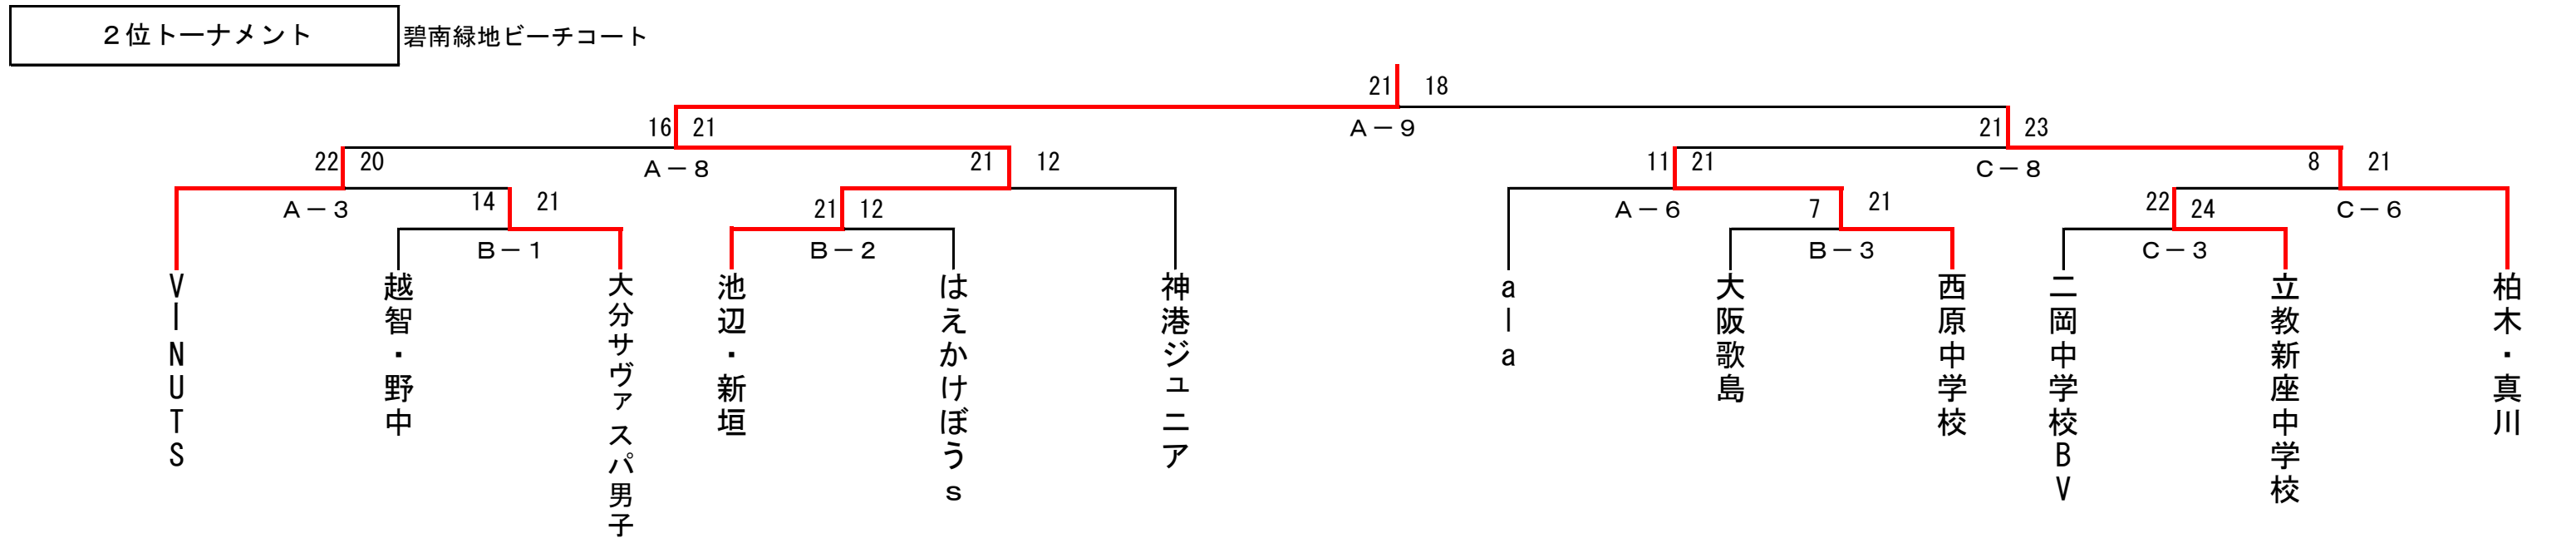 ２位トーナメント
碧南緑地ビーチコート
21 18
A－9
16 21
21 23
A－8
C－8
22 20
21 12
11 21
8 21
A－3
14 21
21 12
A－6
7 21
22 24
C－6
B－1
B－2
B－3
C－3
VINUTS
越智・野中
大分サヴァスパ男子
池辺・新垣
はえかけぼうs
神港ジュニア
ala
大阪歌島
西原中学校
二岡中学校BV
立教新座中学校
柏木・真川